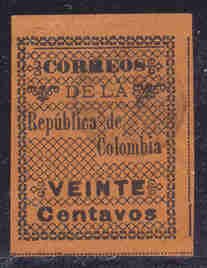 CORREOS
DE LA
República de
Colombia
VEINTE
Centavos